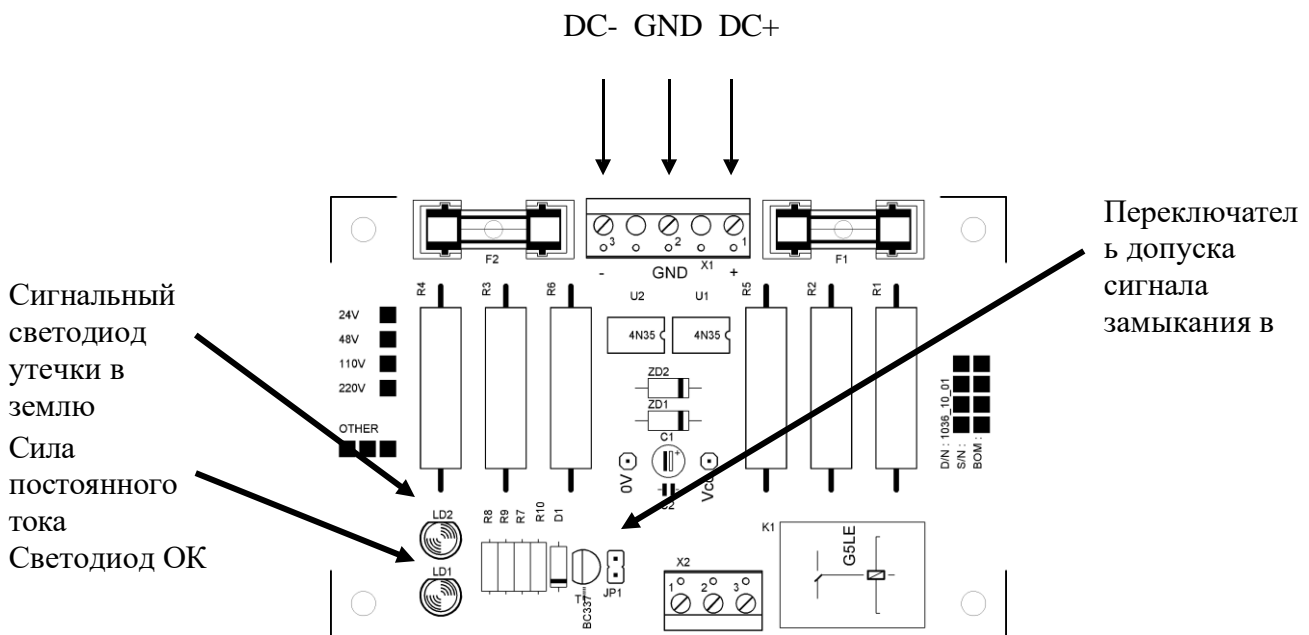 DC- GND DC+
Переключател
ь допуска
сигнала
замыкания в
Сигнальный
светодиод
утечки в
землю
Сила
постоянного
тока
Светодиод ОК
F2
3
2
X1
1
F1
-
GND
+
R4
R3
R6
U2
U1
R5
R2
R1
24V
48V
110V
220V
OTHER
4N35
4N35
ZD2
ZD1
C1
+
0V
Vcc
C2
D/N : 1036_10_01
S/N :
BOM :
LD2
LD1
R8
R9
R7
R10
D1
BC337
JP1
X2
1
2
3
K1
G5LE